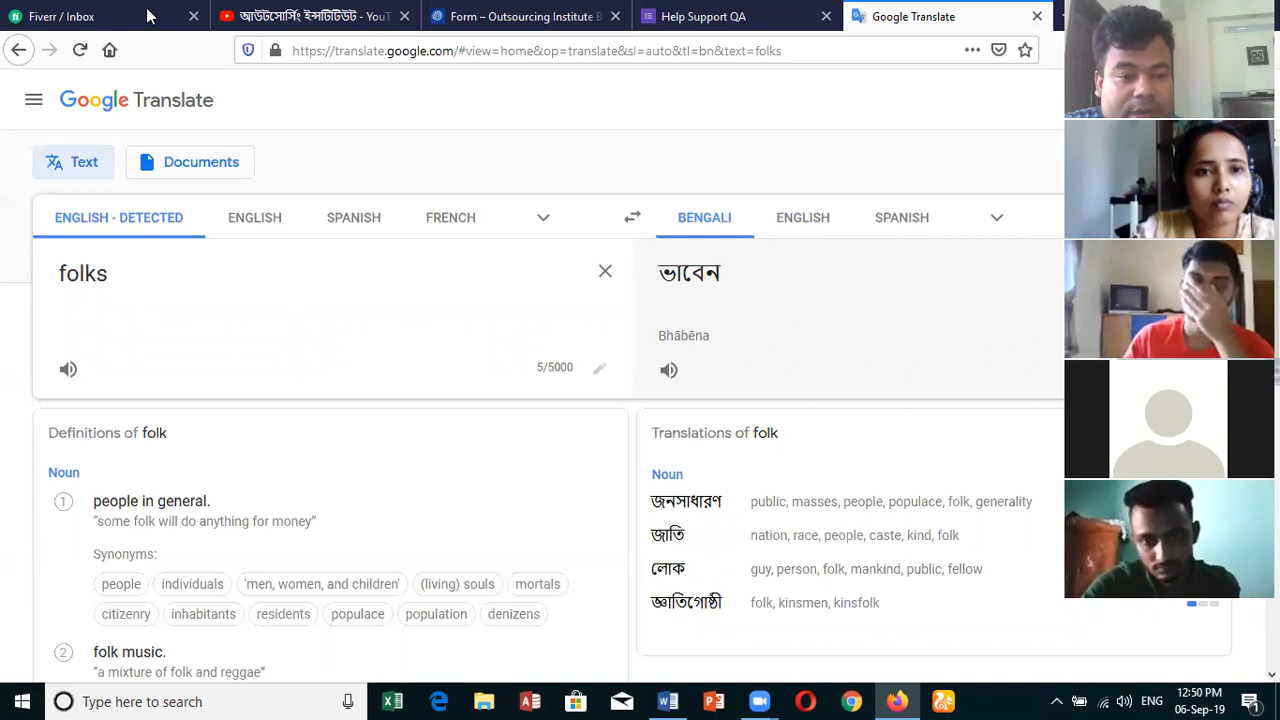 Fiverr / Inbox
আউটসোর্সিং ইন্সটিটিউট - YouT
Form – Outsourcing Institute B
Help Support QA
Google Translate
https://translate.google.com/#view=home&op=translate&sl=auto&tl=bn&text=folks
Google Translate
Text
Documents
ENGLISH - DETECTED
ENGLISH
SPANISH
FRENCH
BENGALI
ENGLISH
SPANISH
folks
ভাবেন
Bhābēna
5/5000
Definitions of folk
Translations of folk
Noun
Noun
1 people in general.
“some folk will do anything for money”
Synonyms:
people
individuals
'men, women, and children'
(living) souls
mortals
citizenry
inhabitants
residents
populace
population
denizens
2 folk music.
“a mixture of folk and reggae”
জনসাধারণ public, masses, people, populace, folk, generality
জাতি nation, race, people, caste, kind, folk
লোক guy, person, folk, mankind, public, fellow
জ্ঞাতিগোষ্ঠী folk, kinsmen, kinsfolk
Type here to search
ENG
12:50 PM
06-Sep-19
1